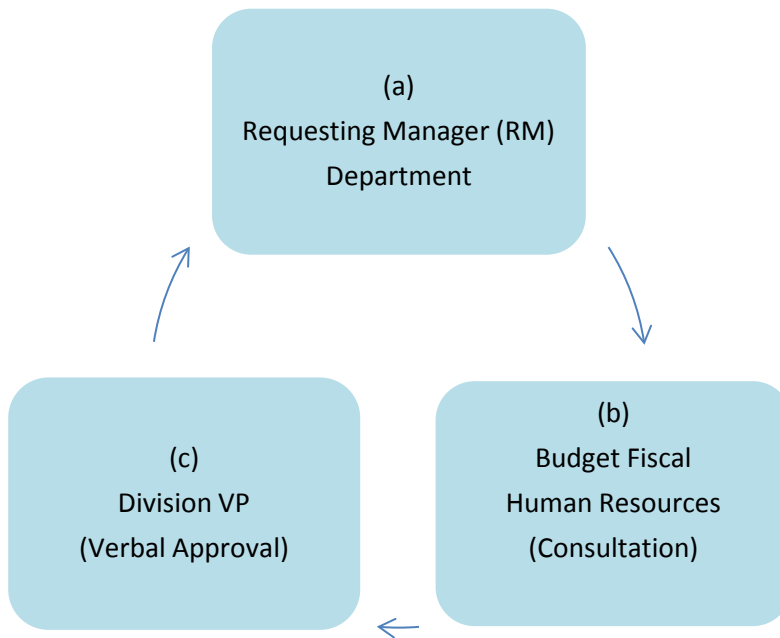 (a)
Requesting Manager (RM)
Department
(b)
Budget Fiscal
Human Resources
(Consultation)
(c)
Division VP
(Verbal Approval)